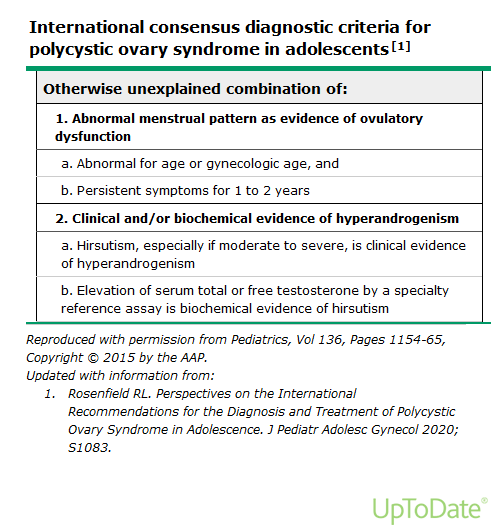 International consensus diagnostic criteria for
polycystic ovary syndrome in adolescents[1]
Otherwise unexplained combination of:
1. Abnormal menstrual pattern as evidence of ovulatory
dysfunction
a. Abnormal for age or gynecologic age, and
b. Persistent symptoms for 1 to 2 years
2. Clinical and/or biochemical evidence of hyperandrogenism
a. Hirsutism, especially if moderate to severe, is clinical evidence
of hyperandrogenism
b. Elevation of serum total or free testosterone by a specialty
reference assay is biochemical evidence of hirsutism
Reproduced with permission from Pediatrics, Vol 136, Pages 1154-65,
Copyright © 2015 by the AAP.
Updated with information from:
1. Rosenfield RL. Perspectives on the International
Recommendations for the Diagnosis and Treatment of Polycystic
Ovary Syndrome in Adolescence. J Pediatr Adolesc Gynecol 2020;
S1083.
UpToDate®